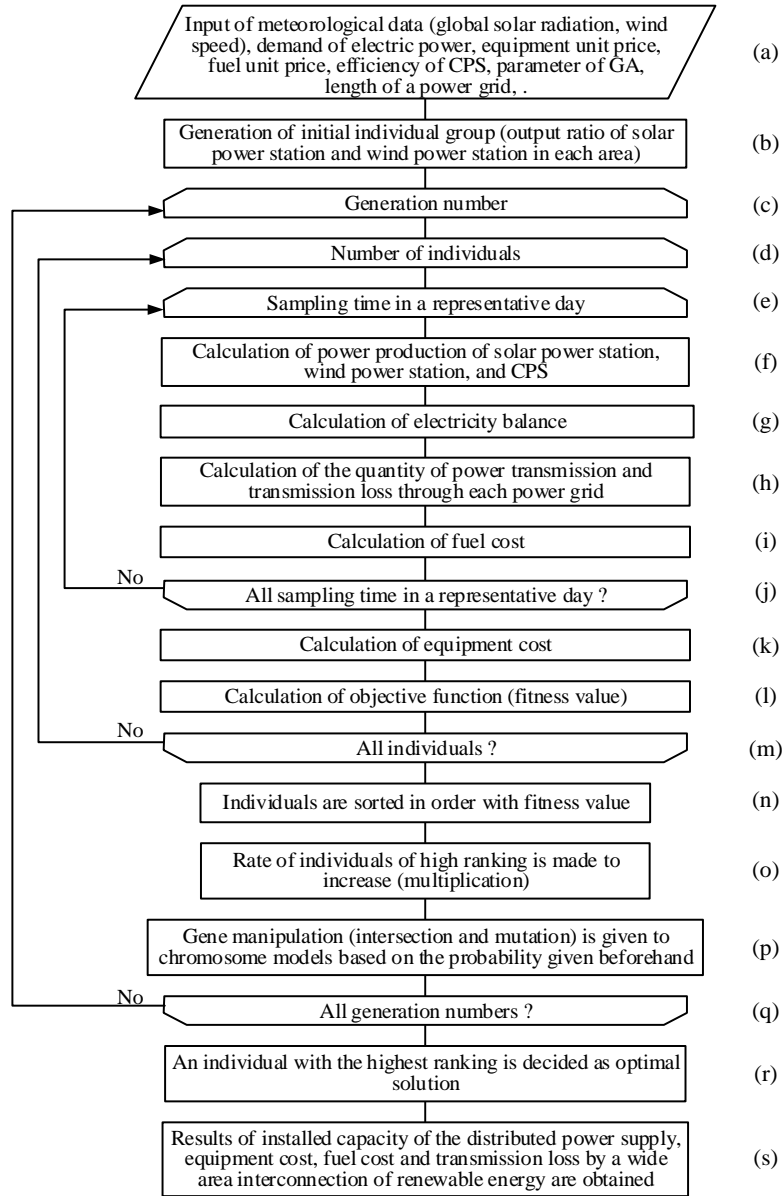 Input of meteorological data (global solar radiation, wind
speed), demand of electric power, equipment unit price,
fuel unit price, efficiency of CPS, parameter of GA,
length of a power grid, .
(a)
Generation of initial individual group (output ratio of solar
power station and wind power station in each area)
(b)
Generation number
(c)
Number of individuals
(d)
Sampling time in a representative day
(e)
Calculation of power production of solar power station,
wind power station, and CPS
(f)
Calculation of electricity balance
(g)
Calculation of the quantity of power transmission and
transmission loss through each power grid
(h)
Calculation of fuel cost
(i)
No
All sampling time in a representative day ?
(j)
Calculation of equipment cost
(k)
Calculation of objective function (fitness value)
(l)
No
All individuals ?
(m)
Individuals are sorted in order with fitness value
(n)
Rate of individuals of high ranking is made to
increase (multiplication)
(o)
Gene manipulation (intersection and mutation) is given to
chromosome models based on the probability given beforehand
(p)
No
All generation numbers ?
(q)
An individual with the highest ranking is decided as optimal
solution
(r)
Results of installed capacity of the distributed power supply,
equipment cost, fuel cost and transmission loss by a wide
area interconnection of renewable energy are obtained
(s)